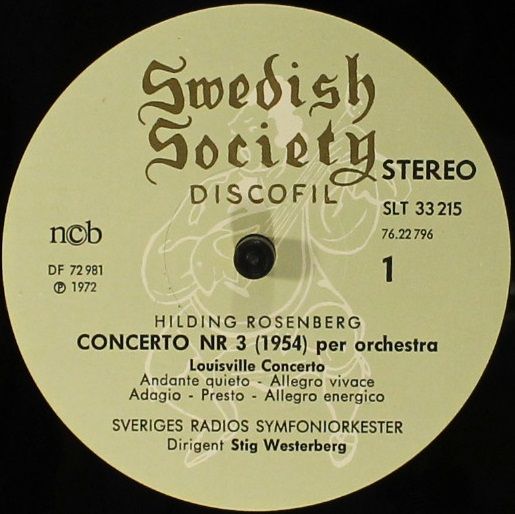 Swedish
Society
DISCOFIL
STEREO
SLT 33 215
76.22 796
1
ncb
DF 72 981
Ⓟ 1972
HILDING ROSENBERG
CONCERTO NR 3 (1954) per orchestra
Louisville Concerto
Andante quieto - Allegro vivace
Adagio - Presto - Allegro energico
SVERIGES RADIOS SYMFONIORKESTER
Dirigent Stig Westerberg